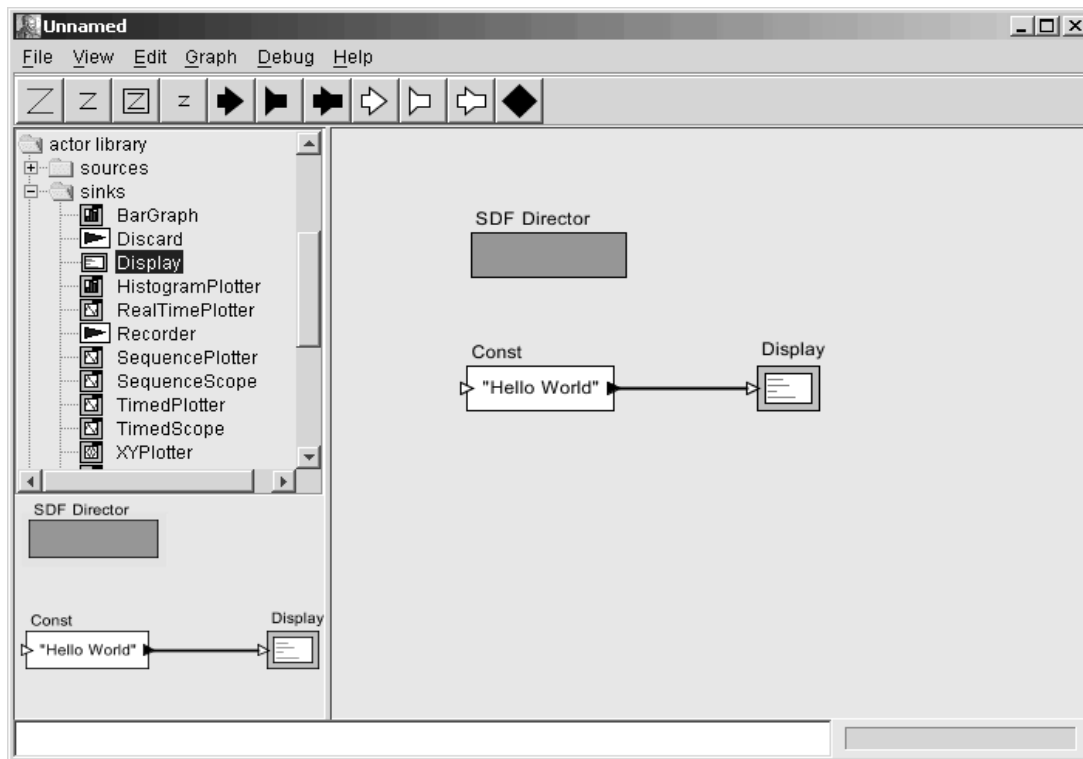 Unnamed
File View Edit Graph Debug Help
Z Z Z z
actor library
sources
sinks
BarGraph
Discard
Display
HistogramPlotter
RealTimePlotter
Recorder
SequencePlotter
SequenceScope
TimedPlotter
TimedScope
XYPlotter
SDF Director
Const
"Hello World"
Display
SDF Director
Const
"Hello World"
Display